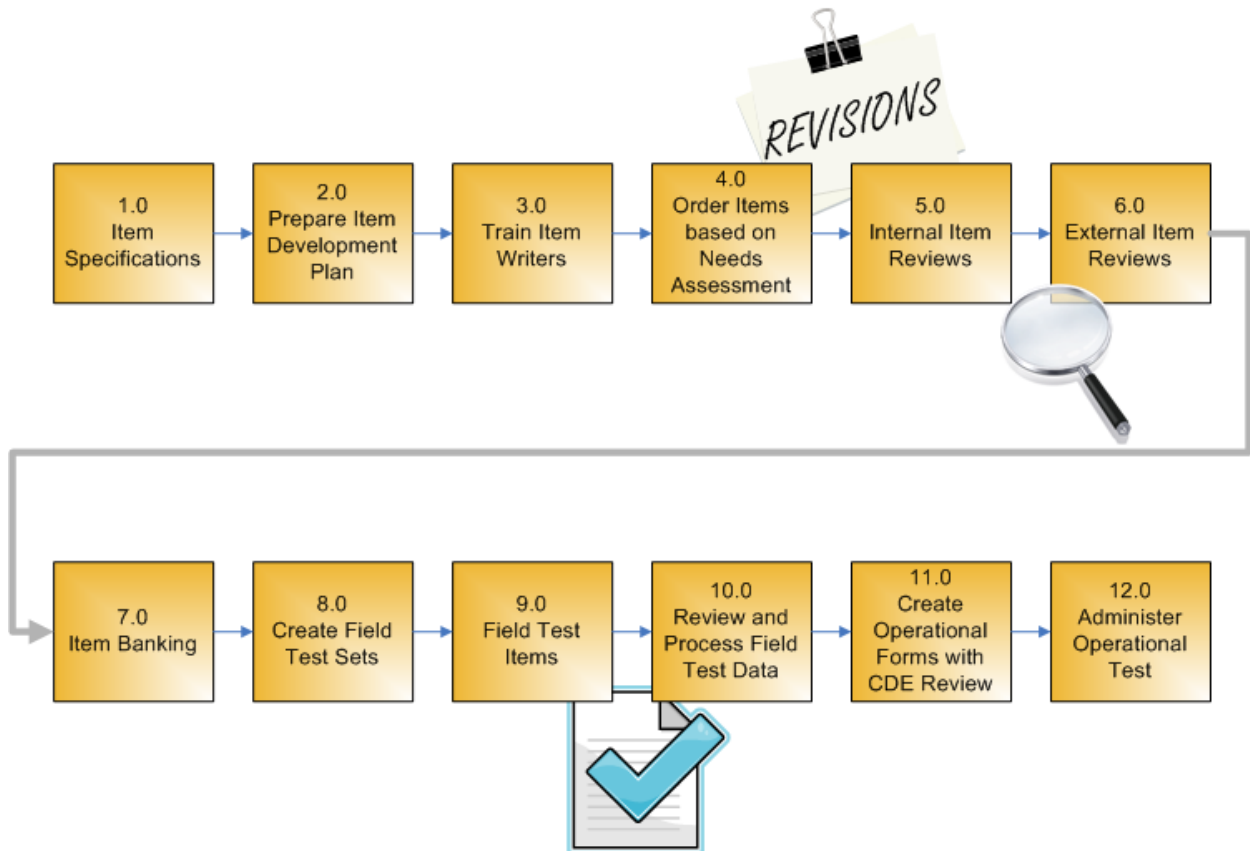 REVISIONS
1.0
Item
Specifications
2.0
Prepare Item
Development
Plan
3.0
Train Item
Writers
4.0
Order Items
based on
Needs
Assessment
5.0
Internal Item
Reviews
6.0
External Item
Reviews
7.0
Item Banking
8.0
Create Field
Test Sets
9.0
Field Test
Items
10.0
Review and
Process Field
Test Data
11.0
Create
Operational
Forms with
CDE Review
12.0
Administer
Operational
Test